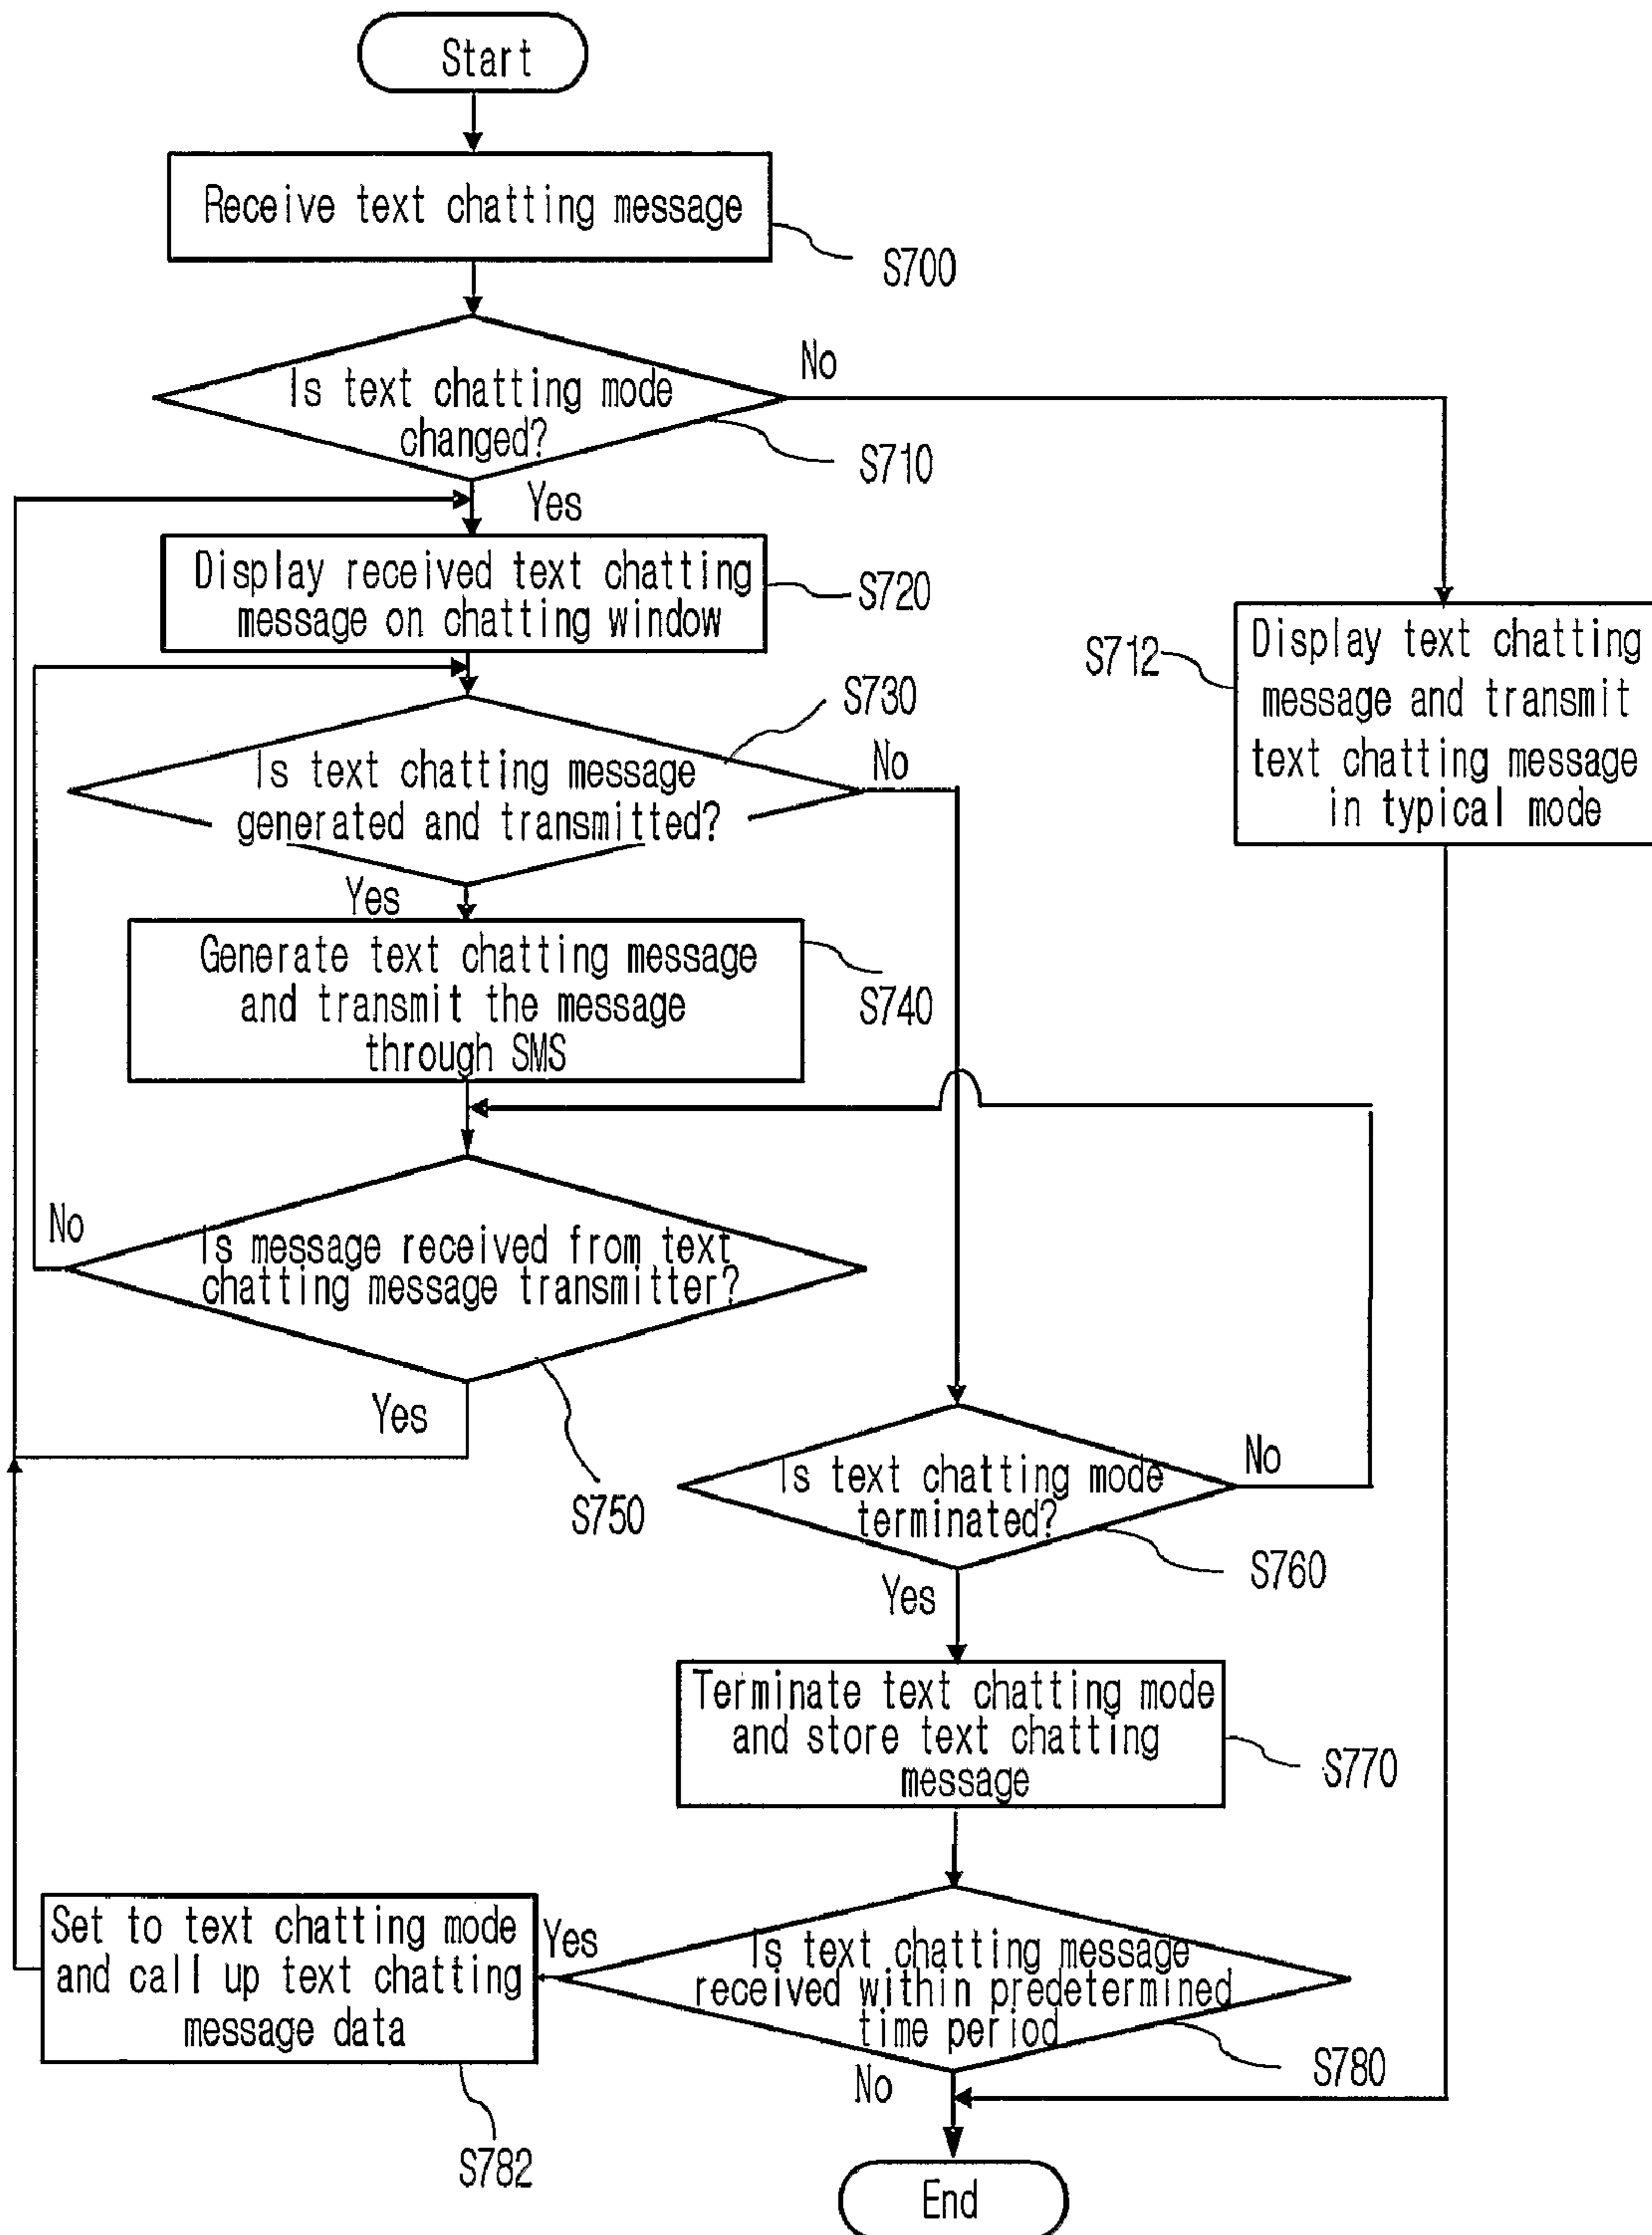 Start
Receive text chatting message
S700
Is text chatting mode
changed?
No
S710
Yes
Display received text chatting
message on chatting window
S720
S712
Display text chatting
message and transmit
text chatting message
in typical mode
S730
Is text chatting message
generated and transmitted?
No
Yes
Generate text chatting message
and transmit the message
through SMS
S740
No
Is message received from text
chatting message transmitter?
Yes
S750
Is text chatting mode
terminated?
No
S760
Yes
Terminate text chatting mode
and store text chatting
message
S770
Set to text chatting mode
and call up text chatting
message data
Yes
Is text chatting message
received within predetermined
time period
S780
No
S782
End